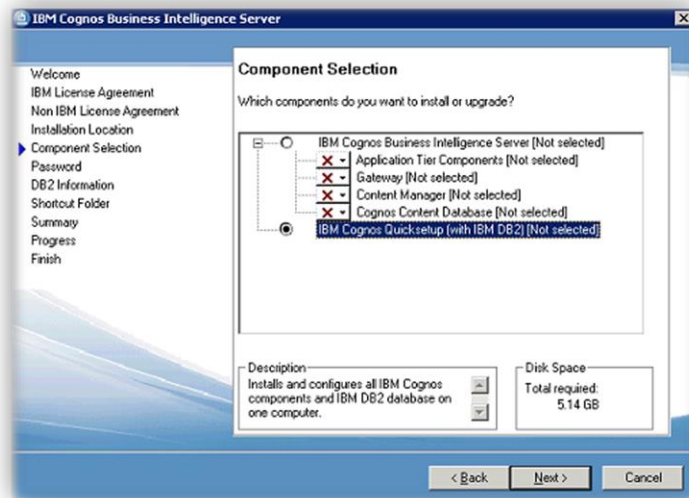 IBM Cognos Business Intelligence Server
Welcome
IBM License Agreement
Non IBM License Agreement
Installation Location
Component Selection
Password
DB2 Information
Shortcut Folder
Summary
Progress
Finish
Component Selection
Which components do you want to install or upgrade?
IBM Cognos Business Intelligence Server [Not selected]
Application Tier Components [Not selected]
Gateway [Not selected]
Content Manager [Not selected]
Cognos Content Database [Not selected]
IBM Cognos Quicksetup (with IBM DB2) [Not selected]
Description
Installs and configures all IBM Cognos
components and IBM DB2 database on
one computer.
Disk Space
Total required:
5.14 GB
< Back
Next >
Cancel